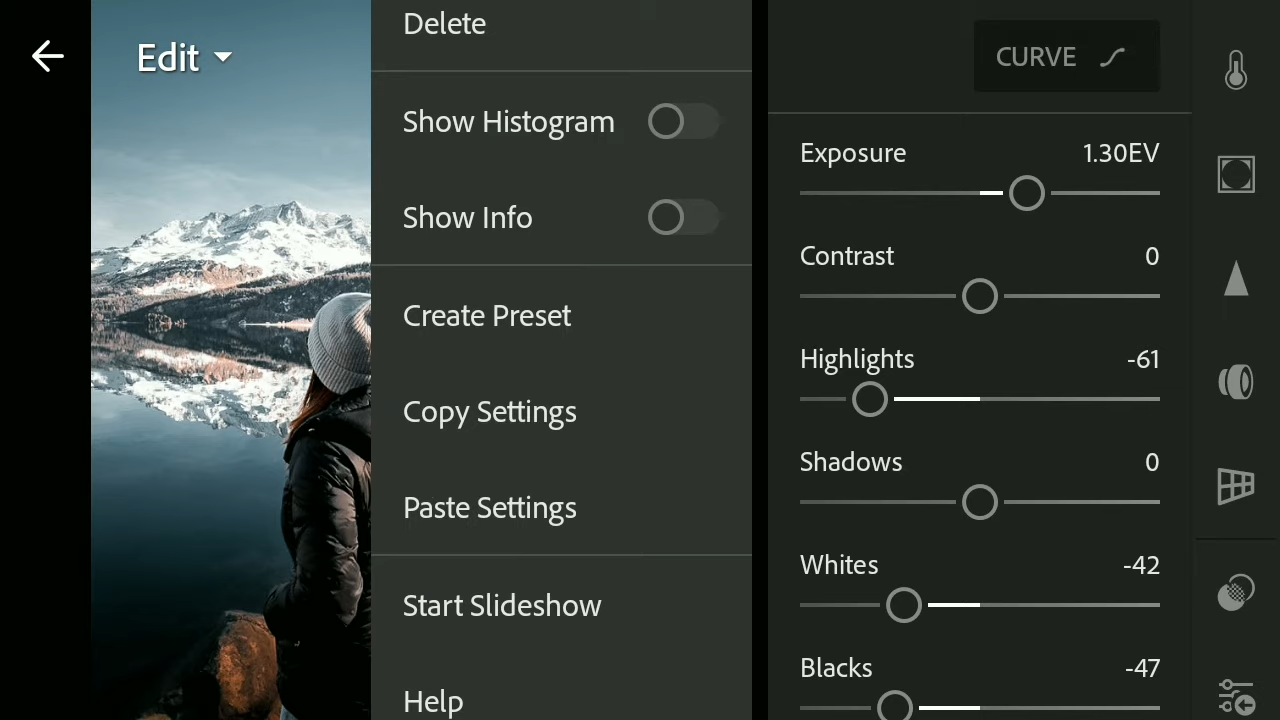 Edit
Delete
Show Histogram
Show Info
Create Preset
Copy Settings
Paste Settings
Start Slideshow
Help
CURVE
Exposure 1.30EV
Contrast 0
Highlights -61
Shadows 0
Whites -42
Blacks -47